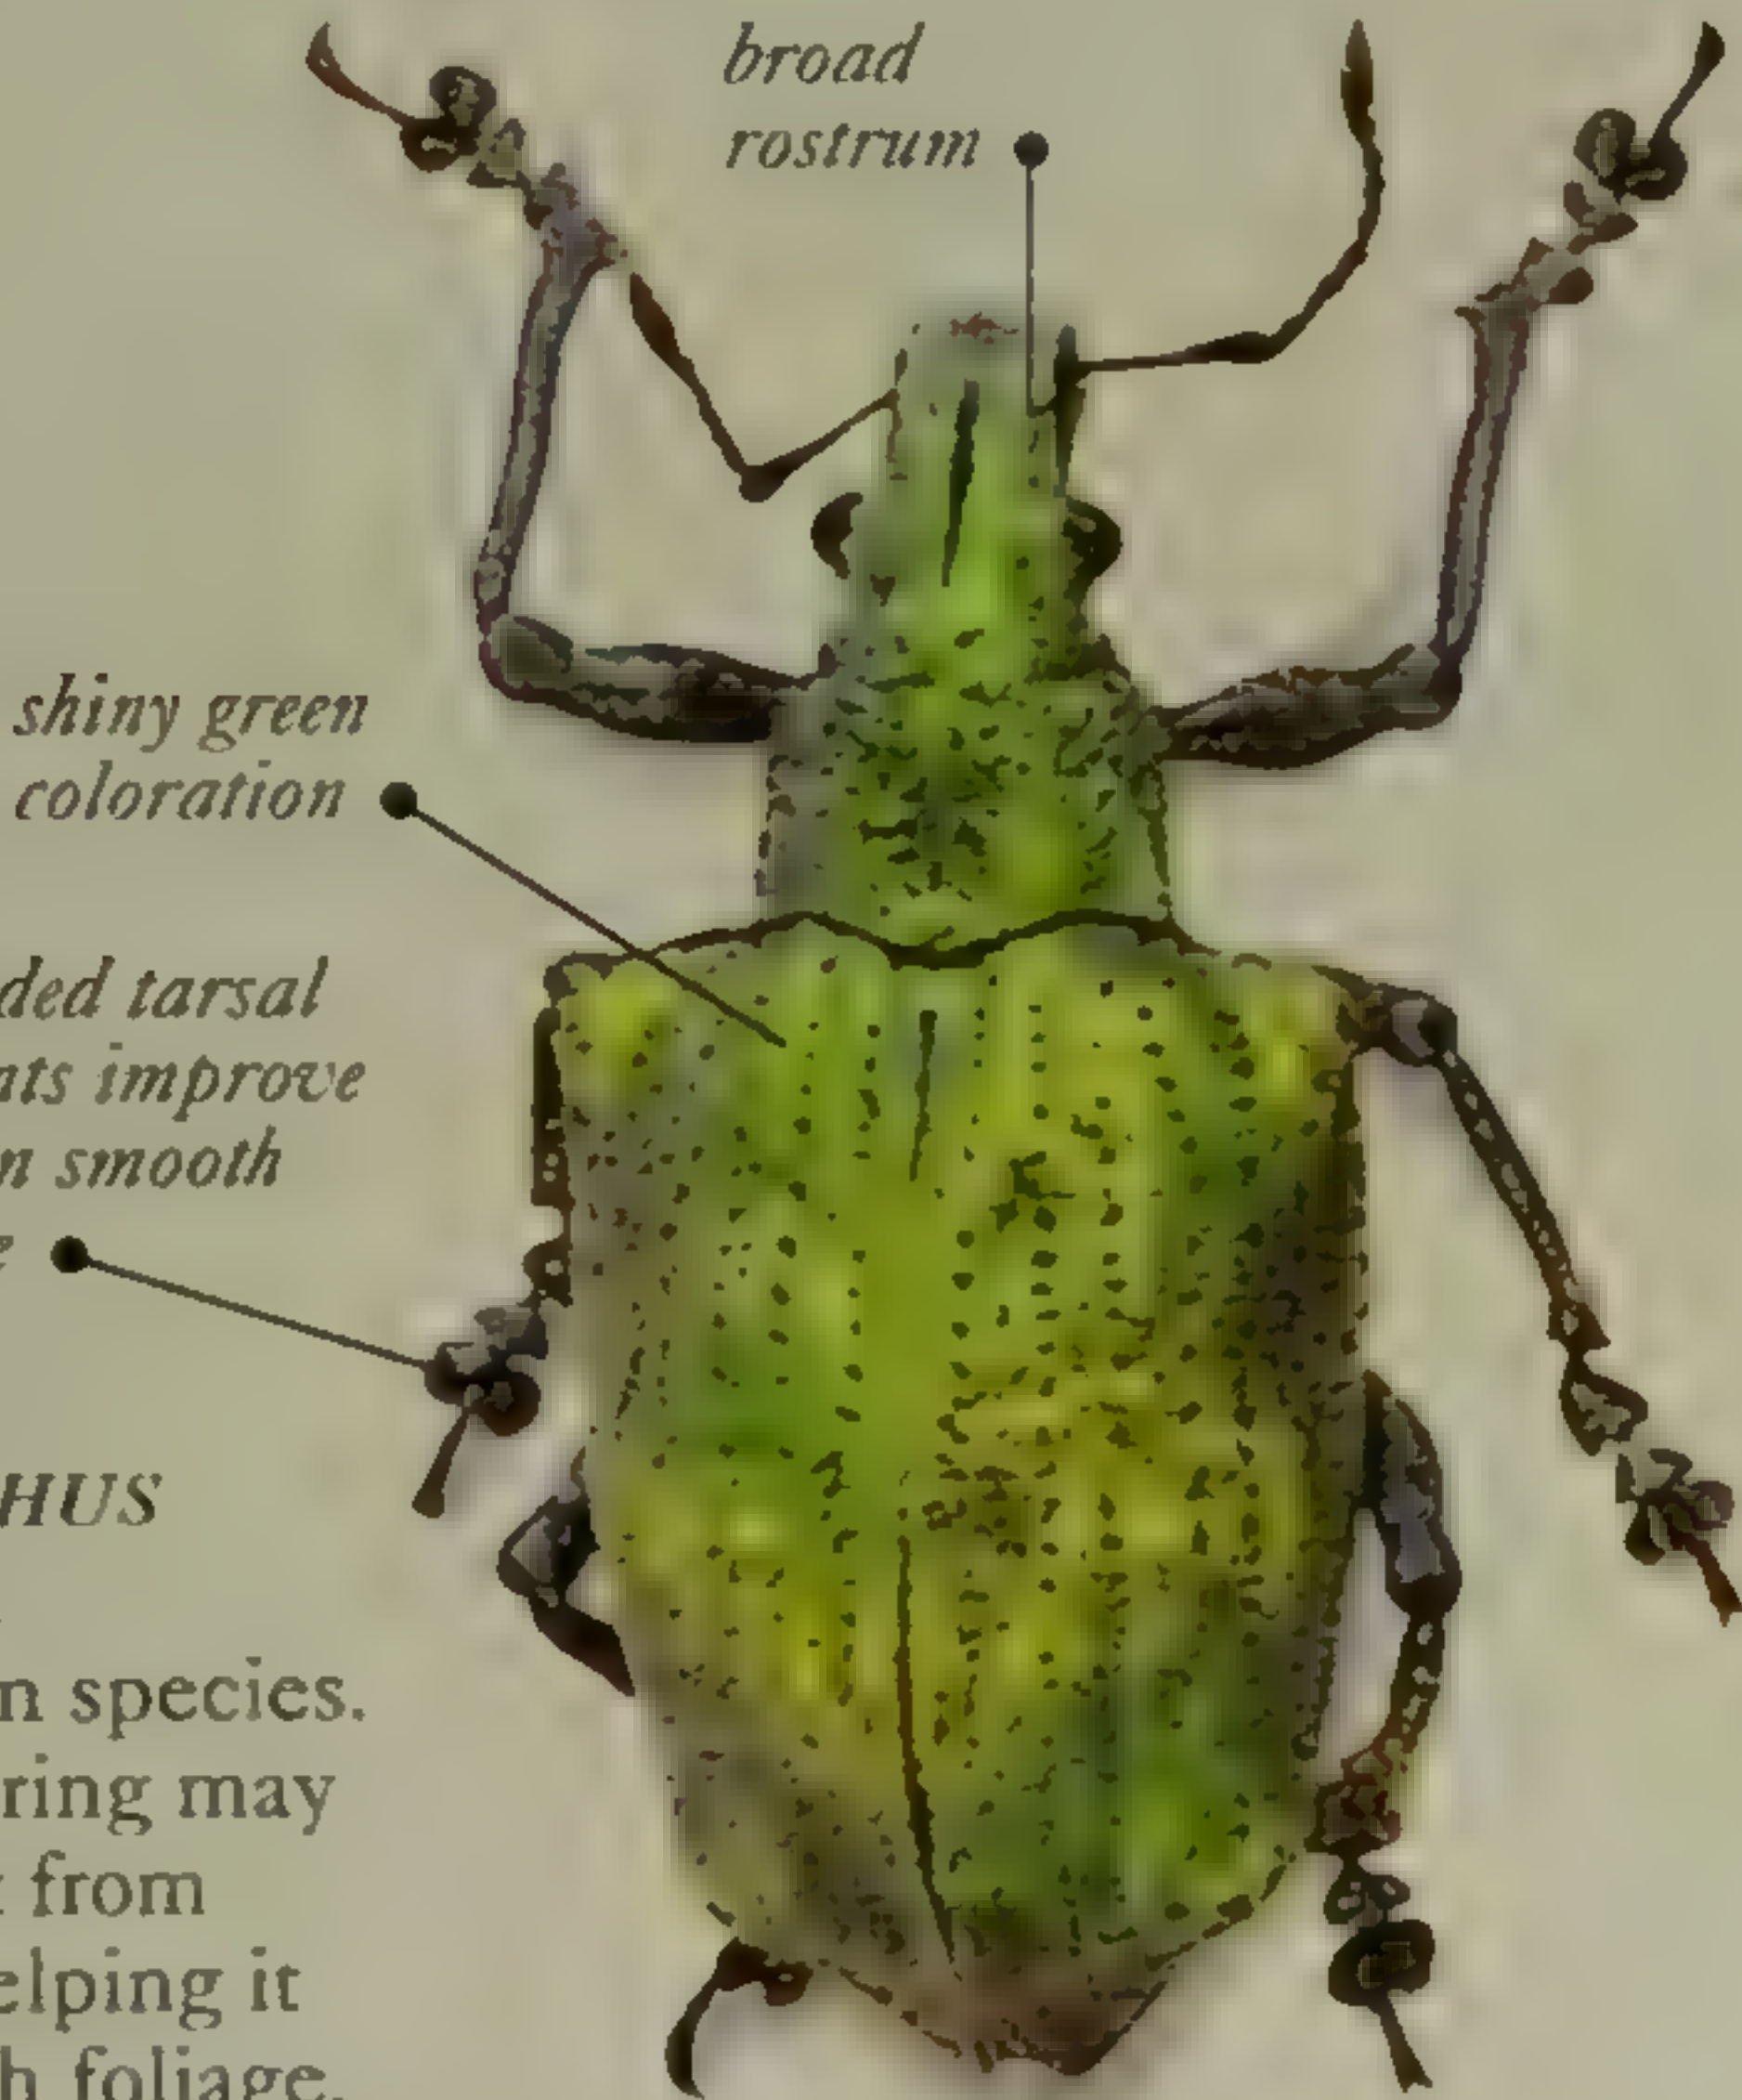 broad
rostrum
shiny green
coloration
ded tarsal
nts improve
n smooth
e
HUS
n species.
ring may
from
elping it
h foliage.